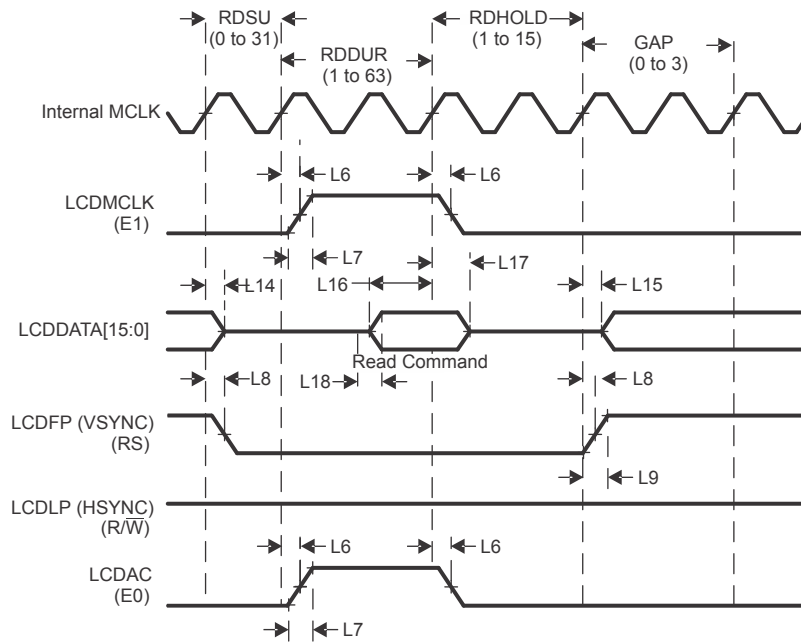 RDSU
(0 to 31)
RDHOLD
(1 to 15)
RDDUR
(1 to 63)
GAP
(0 to 3)
Internal MCLK
L6
L6
LCDMCLK
(E1)
L7
L17
L14
L16
L15
LCDDATA[15:0]
Read Command
L8
L18
L8
LCDFP (VSYNC)
(RS)
L9
LCDLP (HSYNC)
(R/W̅)
L6
L6
LCDAC
(E0)
L7